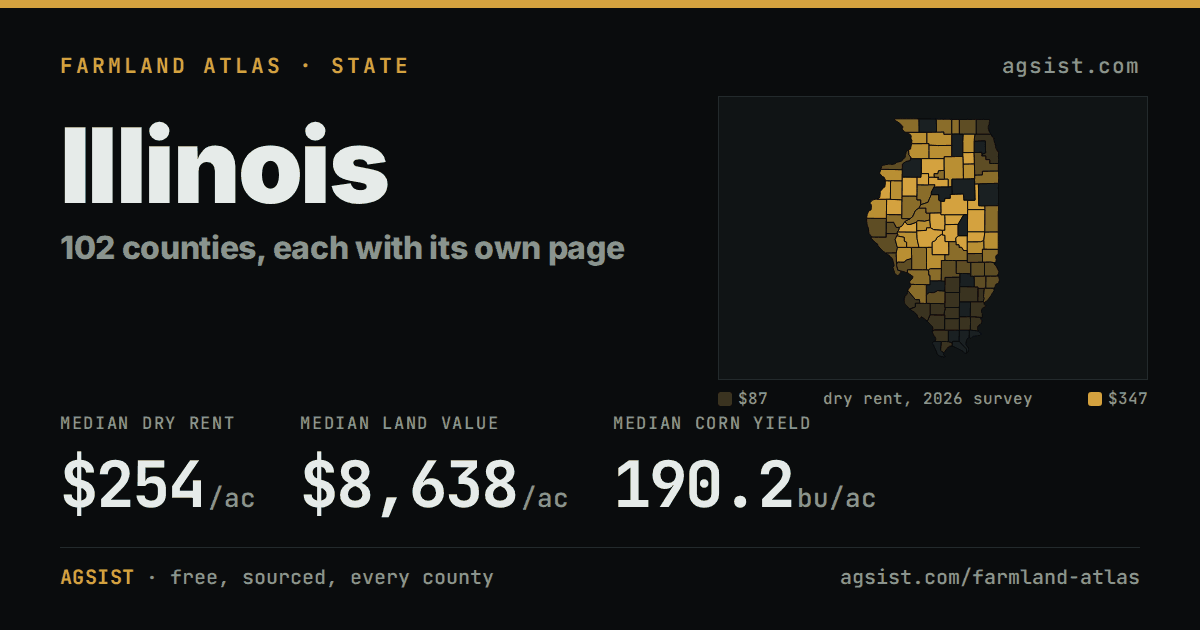 FARMLAND ATLAS · STATE
agsist.com
Illinois
102 counties, each with its own page
$87 dry rent, 2026 survey $347
MEDIAN DRY RENT MEDIAN LAND VALUE MEDIAN CORN YIELD
$254/ac $8,638/ac 190.2bu/ac
AGSIST · free, sourced, every county
agsist.com/farmland-atlas